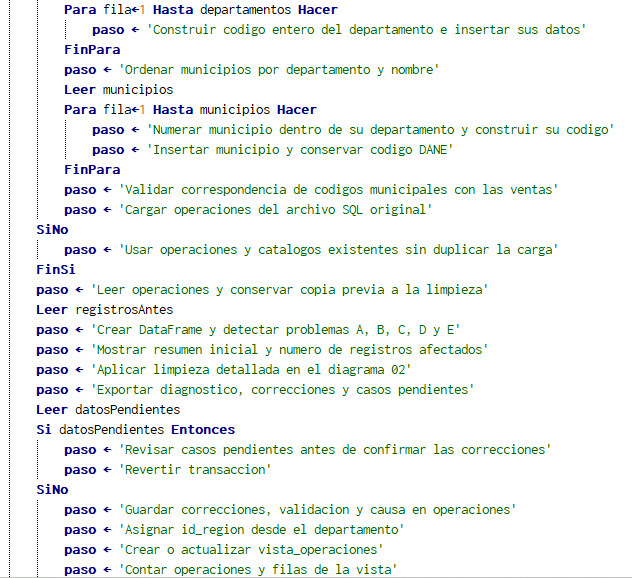 Para fila←1 Hasta departamentos Hacer
paso ← 'Construir codigo entero del departamento e insertar sus datos'
FinPara
paso ← 'Ordenar municipios por departamento y nombre'
Leer municipios
Para fila←1 Hasta municipios Hacer
paso ← 'Numerar municipio dentro de su departamento y construir su codigo'
paso ← 'Insertar municipio y conservar codigo DANE'
FinPara
paso ← 'Validar correspondencia de codigos municipales con las ventas'
paso ← 'Cargar operaciones del archivo SQL original'
SiNo
paso ← 'Usar operaciones y catalogos existentes sin duplicar la carga'
FinSi
paso ← 'Leer operaciones y conservar copia previa a la limpieza'
Leer registrosAntes
paso ← 'Crear DataFrame y detectar problemas A, B, C, D y E'
paso ← 'Mostrar resumen inicial y numero de registros afectados'
paso ← 'Aplicar limpieza detallada en el diagrama 02'
paso ← 'Exportar diagnostico, correcciones y casos pendientes'
Leer datosPendientes
Si datosPendientes Entonces
paso ← 'Revisar casos pendientes antes de confirmar las correcciones'
paso ← 'Revertir transaccion'
SiNo
paso ← 'Guardar correcciones, validacion y causa en operaciones'
paso ← 'Asignar id_region desde el departamento'
paso ← 'Crear o actualizar vista_operaciones'
paso ← 'Contar operaciones y filas de la vista'